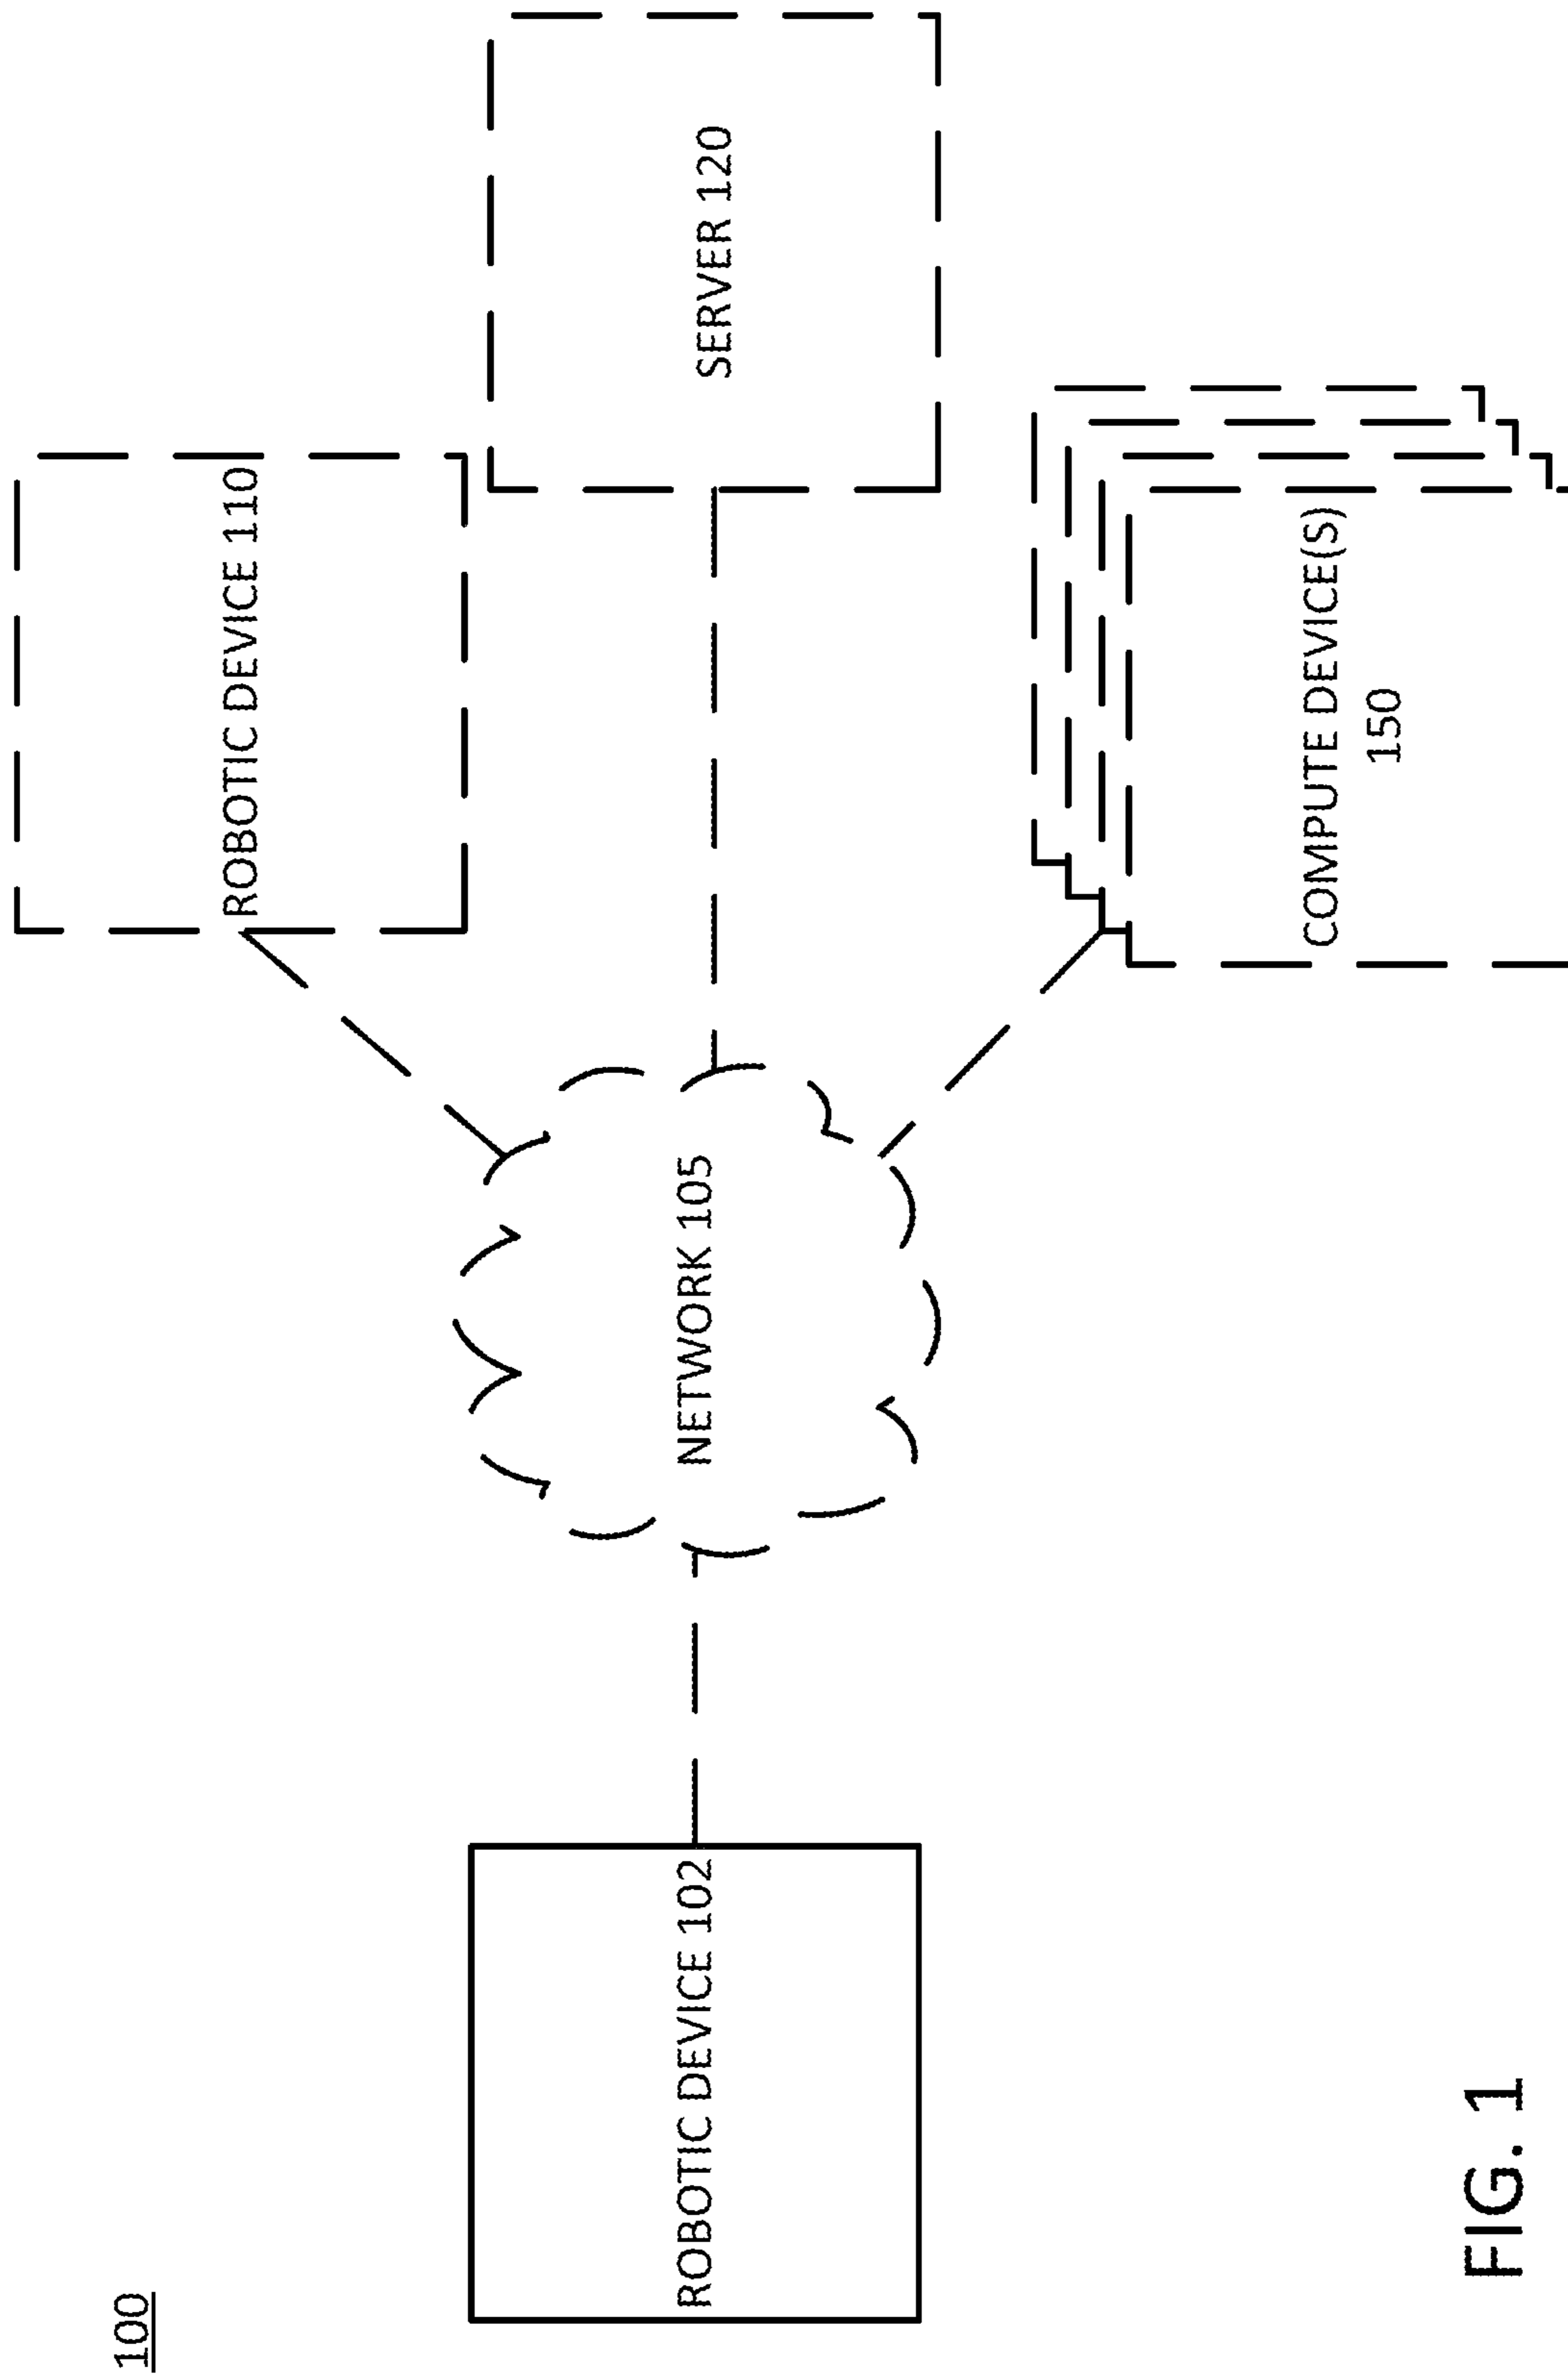 100
ROBOTIC DEVICE 110
SERVER 120
NETWORK 105
ROBOTIC DEVICE 102
COMPUTE DEVICE(S)
150
FIG. 1